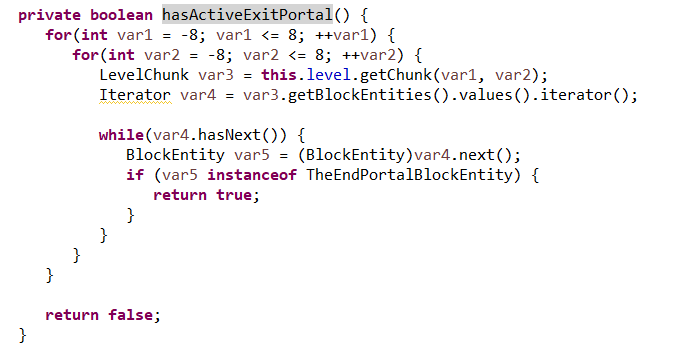 private boolean hasActiveExitPortal() {
for(int var1 = -8; var1 <= 8; ++var1) {
for(int var2 = -8; var2 <= 8; ++var2) {
LevelChunk var3 = this.level.getChunk(var1, var2);
Iterator var4 = var3.getBlockEntities().values().iterator();
while(var4.hasNext()) {
BlockEntity var5 = (BlockEntity)var4.next();
if (var5 instanceof TheEndPortalBlockEntity) {
return true;
}
}
}
}
return false;
}